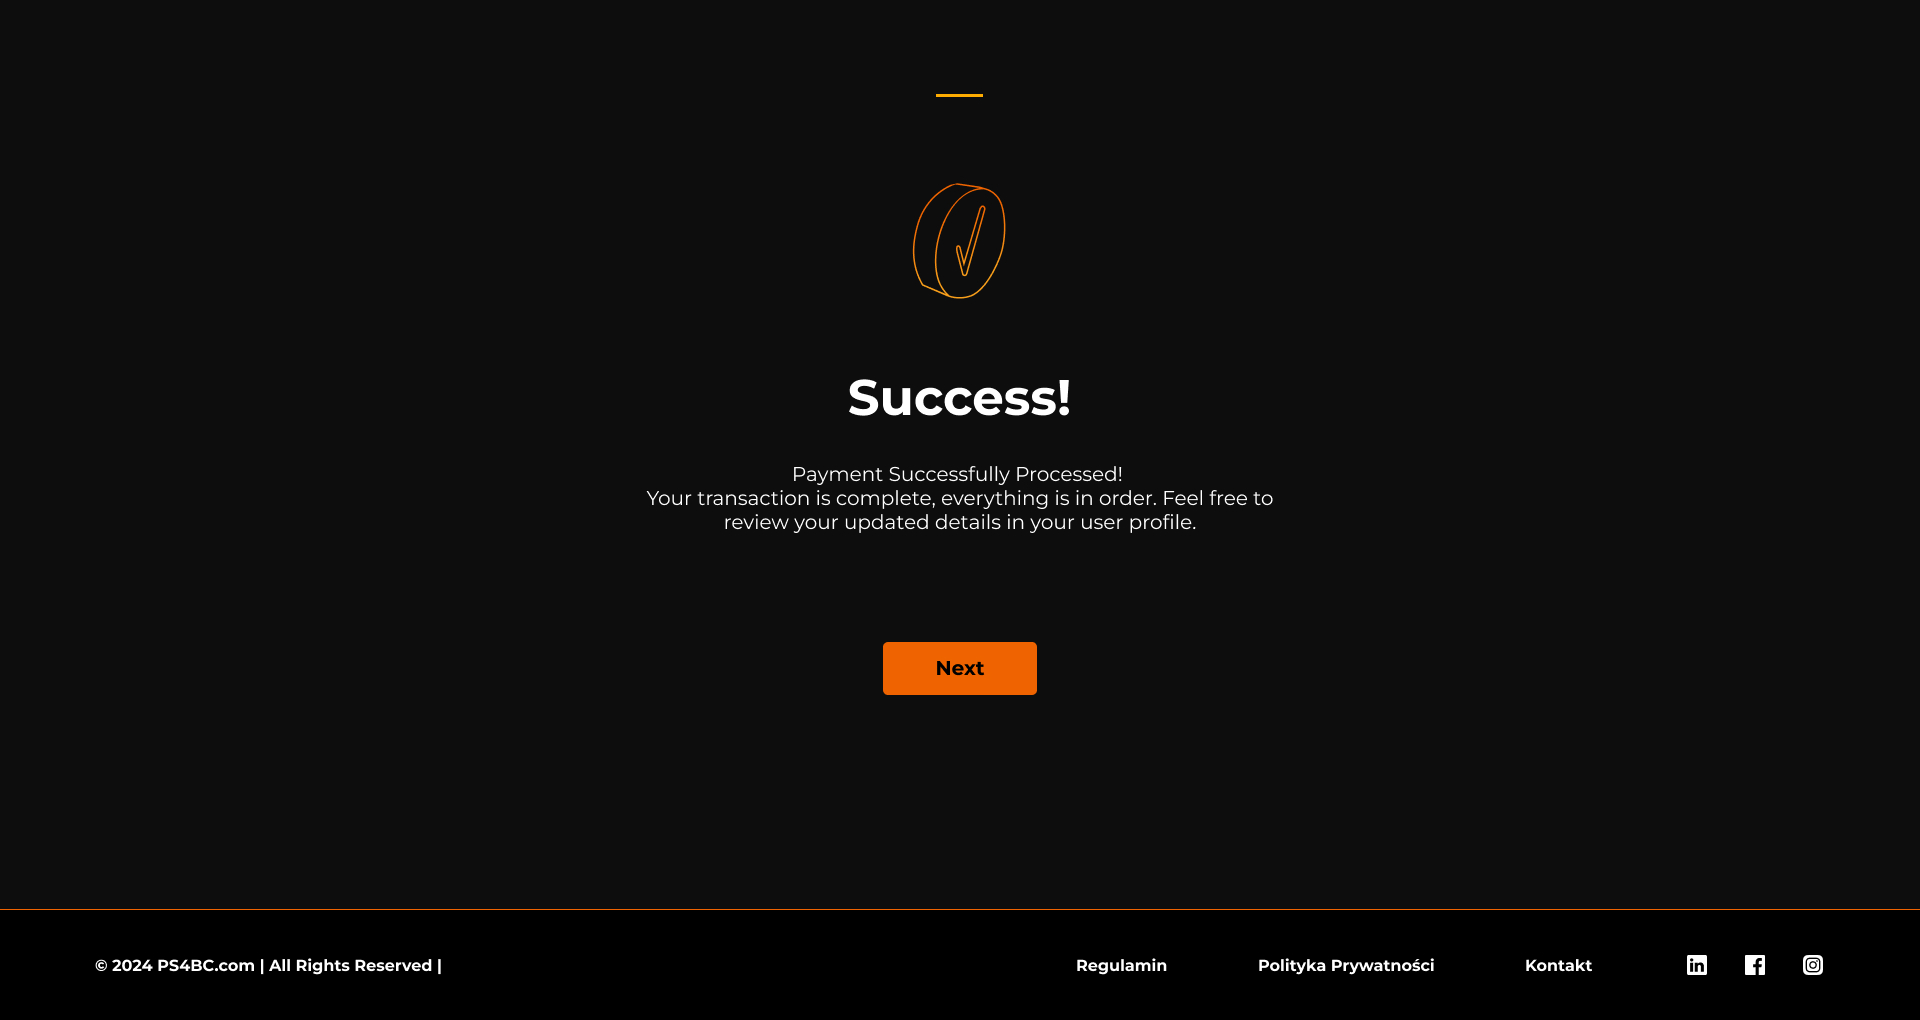 Success!
Payment Successfully Processed!
Your transaction is complete, everything is in order. Feel free to
review your updated details in your user profile.
Next
© 2024 PS4BC.com | All Rights Reserved |
Regulamin
Polityka Prywatności
Kontakt